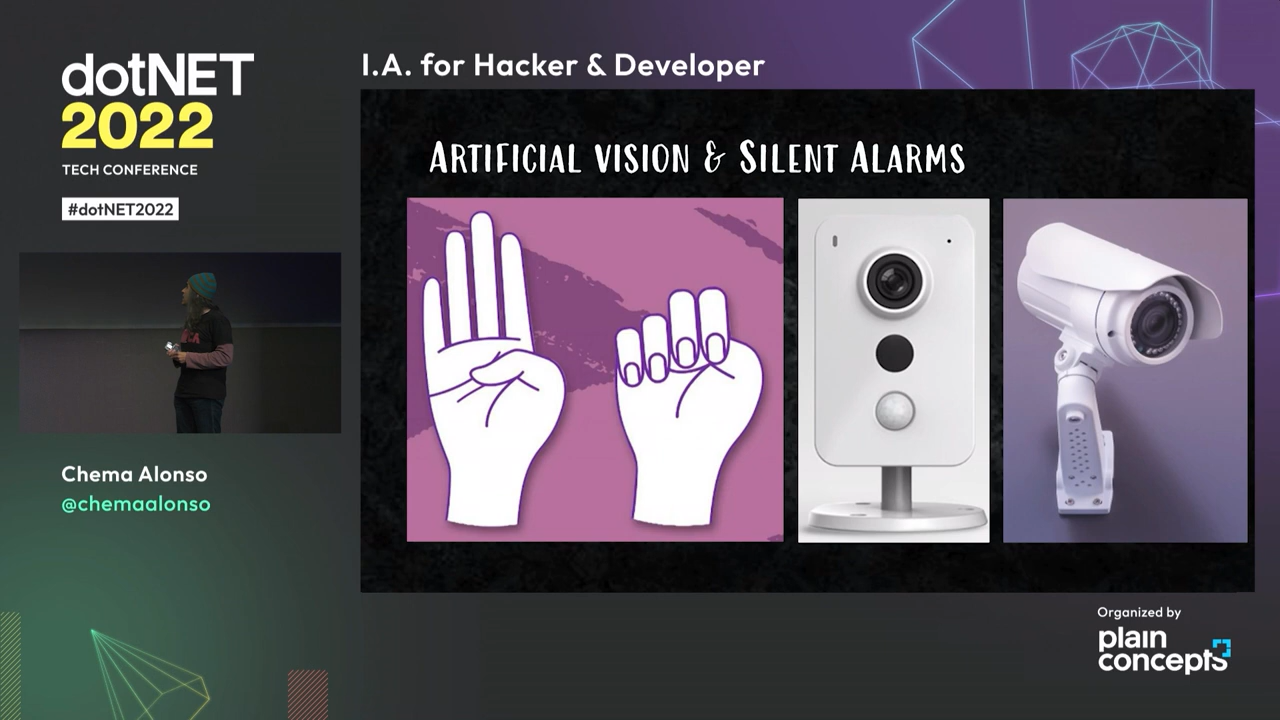 dotNET
2022
TECH CONFERENCE
#dotNET2022
I.A. for Hacker & Developer
ARTIFICIAL VISION & SILENT ALARMS
Chema Alonso
@chemaalonso
Organized by
plain
concepts